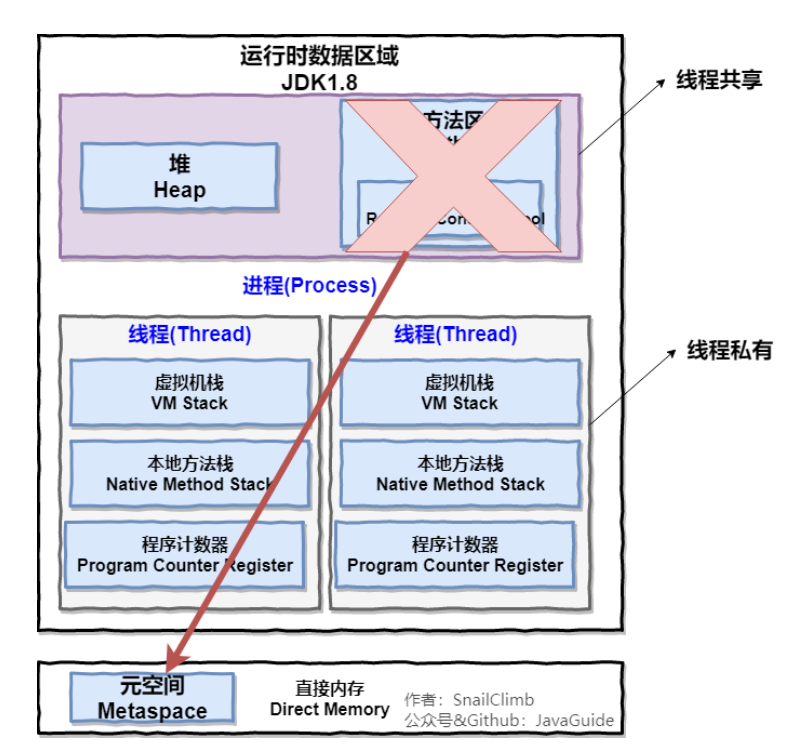 运行时数据区域
JDK1.8
线程共享
方法区
堆
Heap
进程(Process)
线程(Thread)
线程(Thread)
线程私有
虚拟机栈
VM Stack
虚拟机栈
VM Stack
本地方法栈
Native Method Stack
本地方法栈
Native Method Stack
程序计数器
Program Counter Register
程序计数器
Program Counter Register
元空间
Metaspace
直接内存
Direct Memory
作者：SnailClimb
公众号&Github：JavaGuide